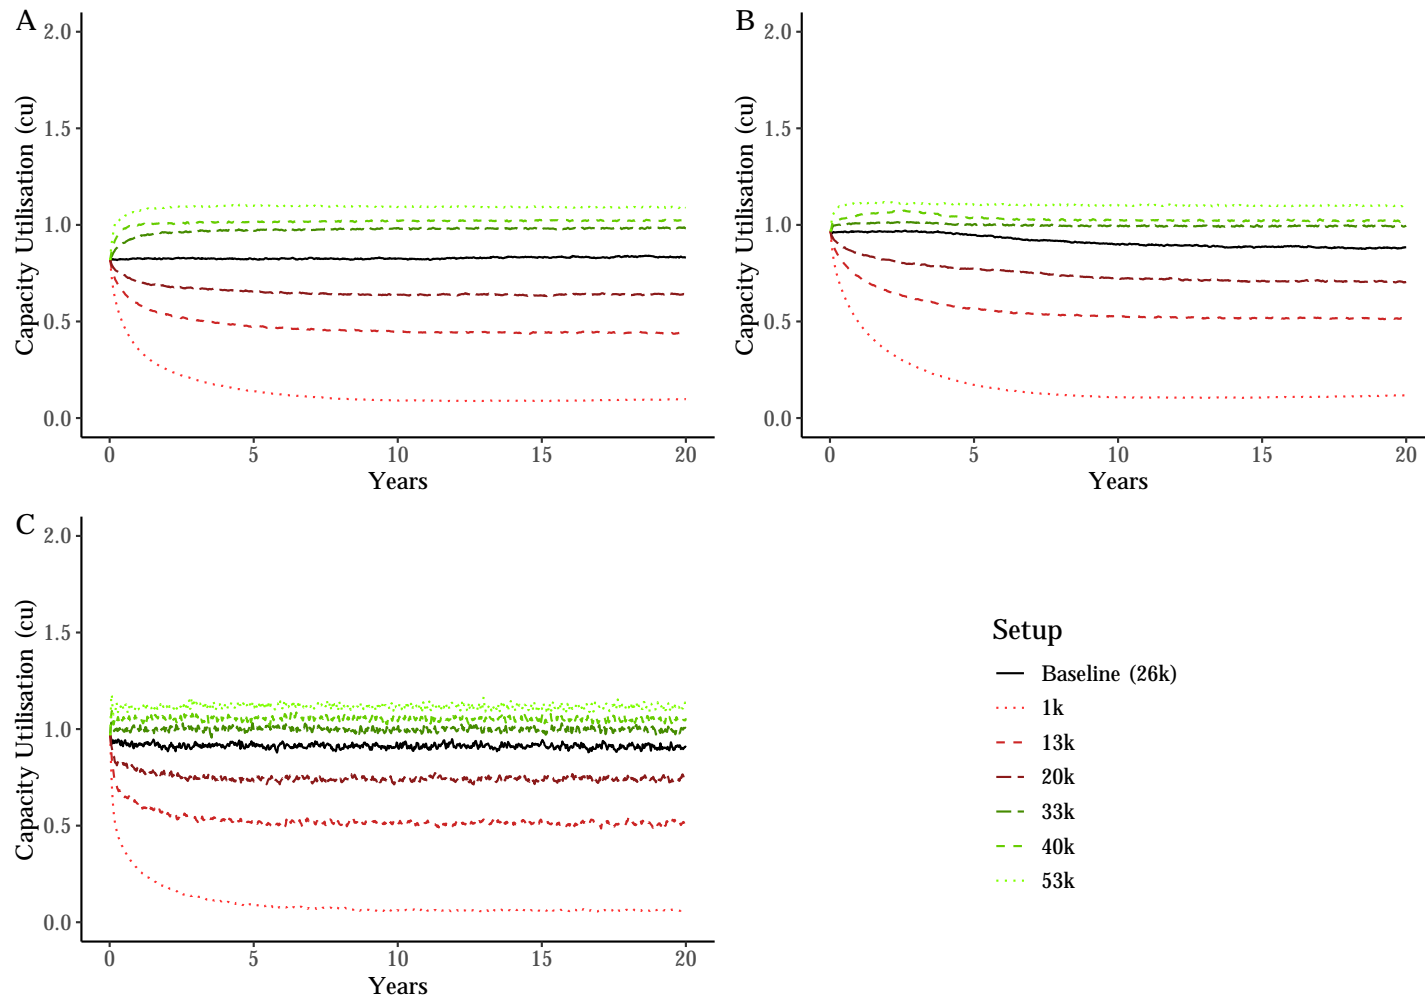 A
Capacity Utilisation (cu)
2.0
1.5
1.0
0.5
0.0
0 5 10 15 20
Years
B
Capacity Utilisation (cu)
2.0
1.5
1.0
0.5
0.0
0 5 10 15 20
Years
C
Capacity Utilisation (cu)
2.0
1.5
1.0
0.5
0.0
0 5 10 15 20
Years
Setup
Baseline (26k)
1k
13k
20k
33k
40k
53k